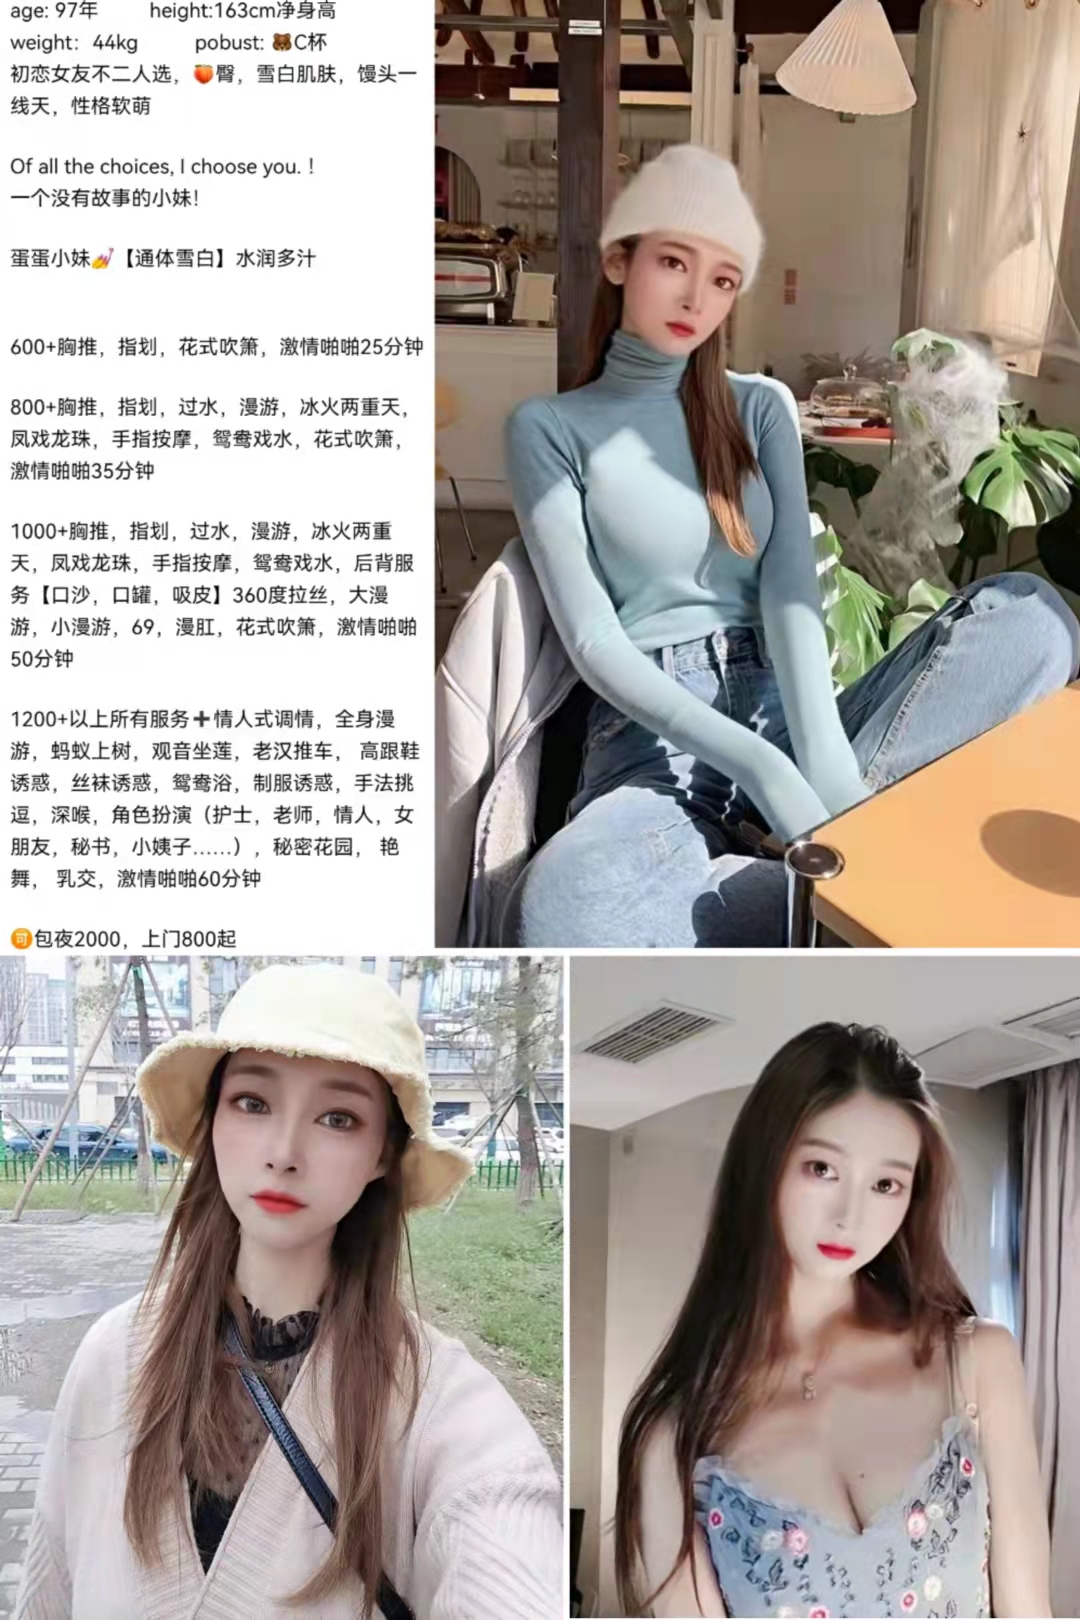 age: 97年 height:163cm净身高
weight: 44kg pobust: 🐻C杯
初恋女友不二人选，🍑臀，雪白肌肤，馒头一
线天，性格软萌
Of all the choices, I choose you.！
一个没有故事的小妹！
蛋蛋小妹💅【通体雪白】水润多汁
600+胸推，指划，花式吹箫，激情啪啪25分钟
800+胸推，指划，过水，漫游，冰火两重天，
凤戏龙珠，手指按摩，鸳鸯戏水，花式吹箫，
激情啪啪35分钟
1000+胸推，指划，过水，漫游，冰火两重
天，凤戏龙珠，手指按摩，鸳鸯戏水，后背服
务【口沙，口罐，吸皮】360度拉丝，大漫
游，小漫游，69，漫肛，花式吹箫，激情啪啪
50分钟
1200+以上所有服务➕情人式调情，全身漫
游，蚂蚁上树，观音坐莲，老汉推车， 高跟鞋
诱惑，丝袜诱惑，鸳鸯浴，制服诱惑，手法挑
逗，深喉，角色扮演（护士，老师，情人，女
朋友，秘书，小姨子……），秘密花园， 艳
舞， 乳交，激情啪啪60分钟
🉑包夜2000，上门800起